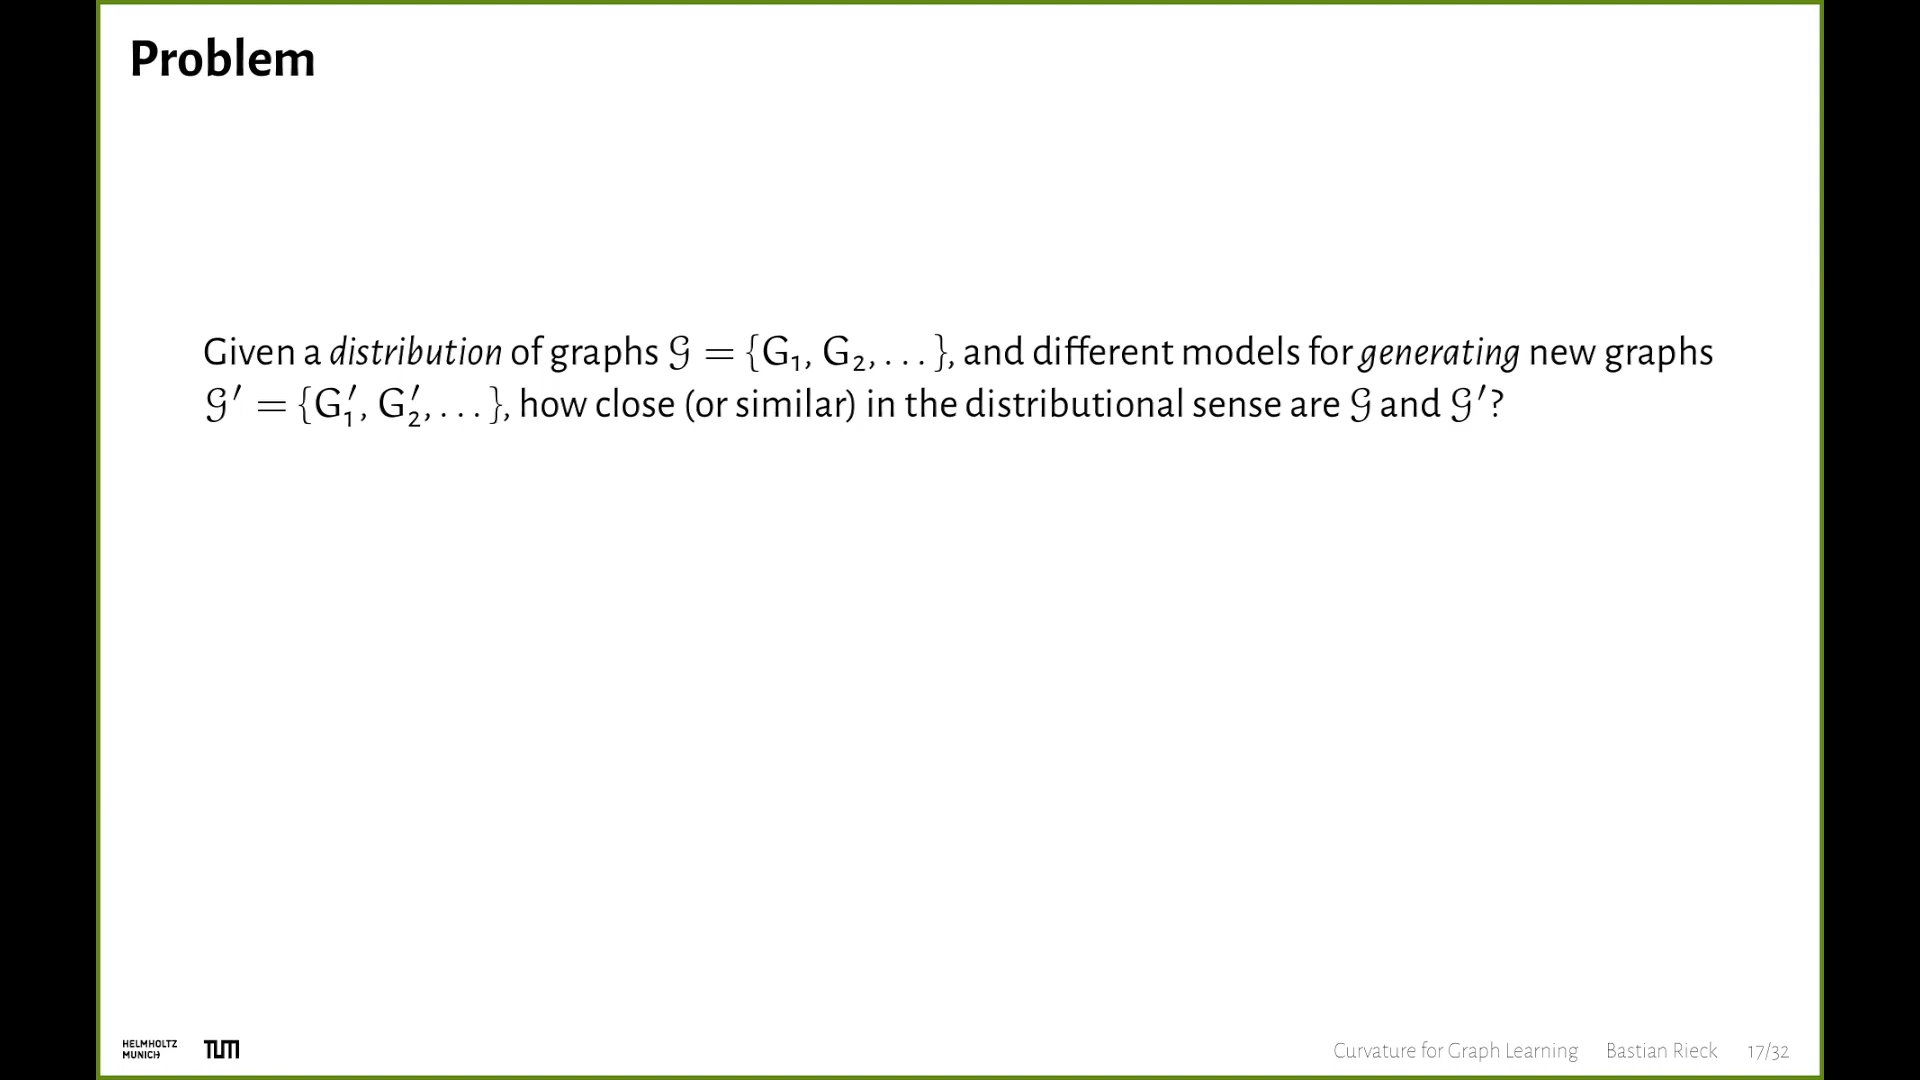 Problem
Given a distribution of graphs 𝒢 = {G₁, G₂, . . . }, and different models for generating new graphs
𝒢′ = {G′₁, G′₂, . . . }, how close (or similar) in the distributional sense are 𝒢 and 𝒢′?
HELMHOLTZ
MUNICH
TUM
Curvature for Graph Learning Bastian Rieck 17/32